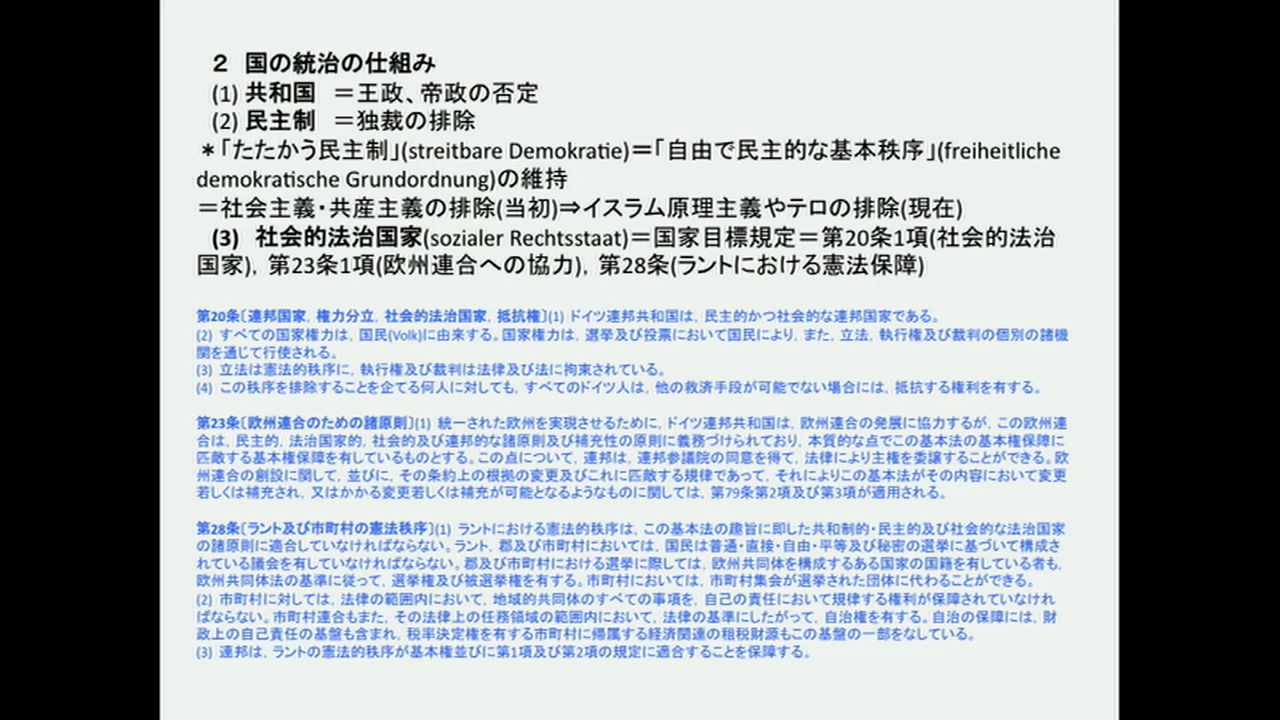 ２　国の統治の仕組み
(1) 共和国　＝王政、帝政の否定
(2) 民主制　＝独裁の排除
＊「たたかう民主制」(streitbare Demokratie)＝「自由で民主的な基本秩序」(freiheitliche
demokratische Grundordnung)の維持
＝社会主義・共産主義の排除(当初)⇒イスラム原理主義やテロの排除(現在)
(3)　社会的法治国家(sozialer Rechtsstaat)＝国家目標規定＝第20条1項(社会的法治
国家)，第23条1項(欧州連合への協力)，第28条(ラントにおける憲法保障)
第20条〔連邦国家，権力分立，社会的法治国家，抵抗権〕(1) ドイツ連邦共和国は，民主的かつ社会的な連邦国家である。
(2) すべての国家権力は，国民(Volk)に由来する。国家権力は，選挙及び投票において国民により，また，立法，執行権及び裁判の個別の諸機
関を通じて行使される。
(3) 立法は憲法的秩序に，執行権及び裁判は法律及び法に拘束されている。
(4) この秩序を排除することを企てる何人に対しても，すべてのドイツ人は，他の救済手段が可能でない場合には，抵抗する権利を有する。
第23条〔欧州連合のための諸原則〕(1) 統一された欧州を実現させるために，ドイツ連邦共和国は，欧州連合の発展に協力するが，この欧州連
合は，民主的，法治国家的，社会的及び連邦的な諸原則及び補充性の原則に義務づけられており，本質的な点でこの基本法の基本権保障に
匹敵する基本権保障を有しているものとする。この点について，連邦は，連邦参議院の同意を得て，法律により主権を委譲することができる。欧
州連合の創設に関して，並びに，その条約上の根拠の変更及びこれに匹敵する規律であって，それによりこの基本法がその内容において変更
若しくは補充され，又はかかる変更若しくは補充が可能となるようなものに関しては，第79条第2項及び第3項が適用される。
第28条〔ラント及び市町村の憲法秩序〕(1) ラントにおける憲法的秩序は，この基本法の趣旨に即した共和制的・民主的及び社会的な法治国家
の諸原則に適合していなければならない。ラント，郡及び市町村においては，国民は普通・直接・自由・平等及び秘密の選挙に基づいて構成さ
れている議会を有していなければならない。郡及び市町村における選挙に際しては，欧州共同体を構成するある国家の国籍を有している者も，
欧州共同体法の基準に従って，選挙権及び被選挙権を有する。市町村においては，市町村集会が選挙された団体に代わることができる。
(2) 市町村に対しては，法律の範囲内において，地域的共同体のすべての事項を，自己の責任において規律する権利が保障されていなけれ
ばならない。市町村連合もまた，その法律上の任務領域の範囲内において，法律の基準にしたがって，自治権を有する。自治の保障には，財
政上の自己責任の基盤も含まれ，税率決定権を有する市町村に帰属する経済関連の租税財源もこの基盤の一部をなしている。
(3) 連邦は，ラントの憲法的秩序が基本権並びに第1項及び第2項の規定に適合することを保障する。